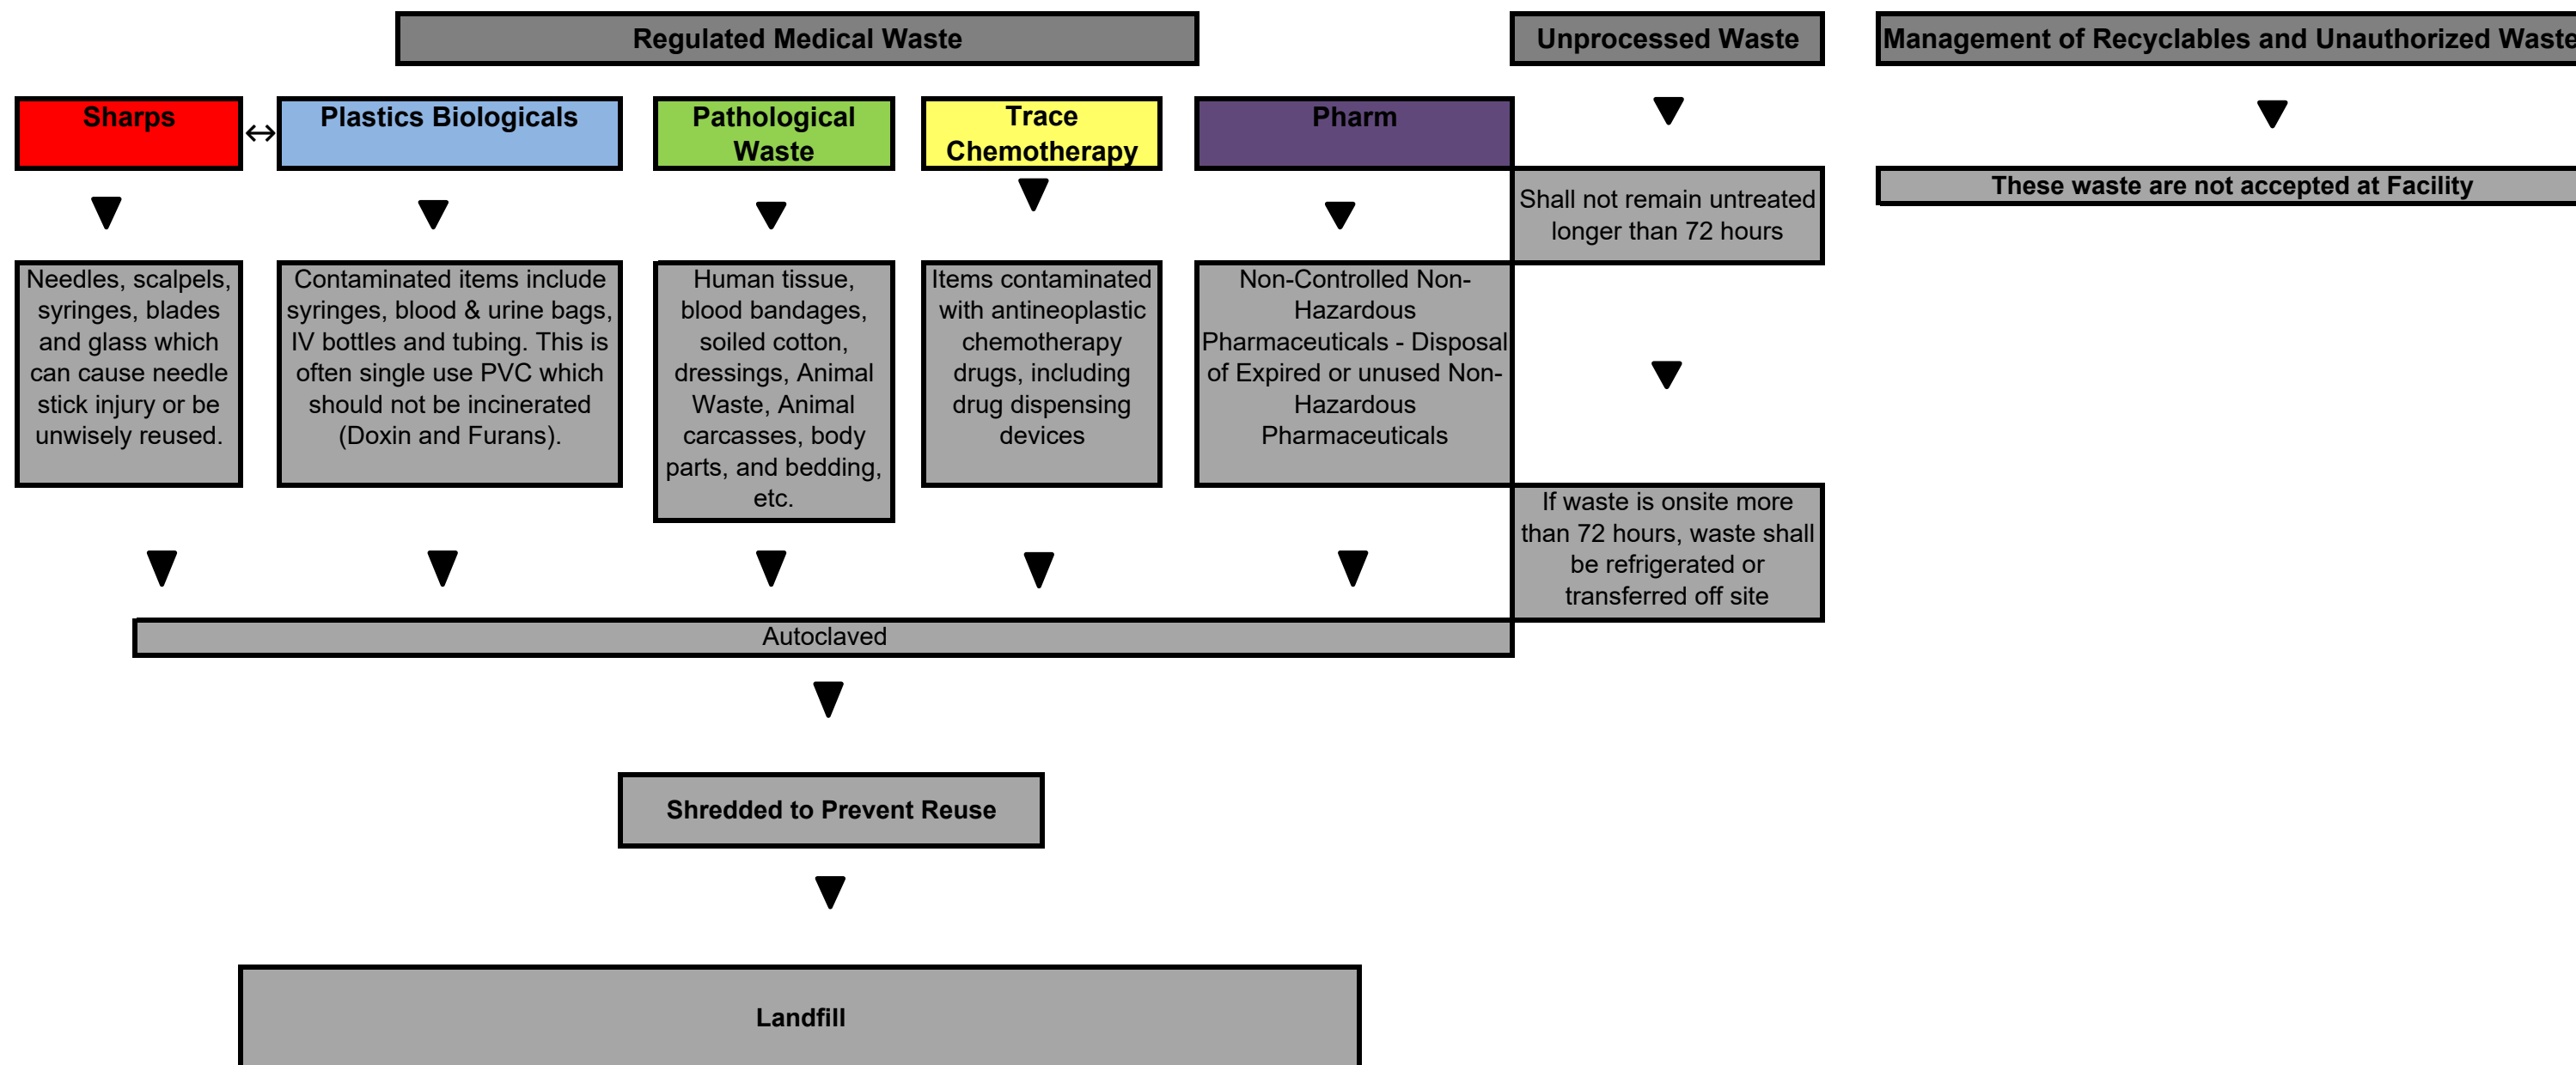 Regulated Medical Waste
Unprocessed Waste
Management of Recyclables and Unauthorized Waste
Sharps
↔
Plastics Biologicals
Pathological
Waste
Trace
Chemotherapy
Pharm
Shall not remain untreated
longer than 72 hours
These waste are not accepted at Facility
Needles, scalpels,
syringes, blades
and glass which
can cause needle
stick injury or be
unwisely reused.
Contaminated items include
syringes, blood & urine bags,
IV bottles and tubing. This is
often single use PVC which
should not be incinerated
(Doxin and Furans).
Human tissue,
blood bandages,
soiled cotton,
dressings, Animal
Waste, Animal
carcasses, body
parts, and bedding,
etc.
Items contaminated
with antineoplastic
chemotherapy
drugs, including
drug dispensing
devices
Non-Controlled Non-
Hazardous
Pharmaceuticals - Disposal
of Expired or unused Non-
Hazardous
Pharmaceuticals
If waste is onsite more
than 72 hours, waste shall
be refrigerated or
transferred off site
Autoclaved
Shredded to Prevent Reuse
Landfill